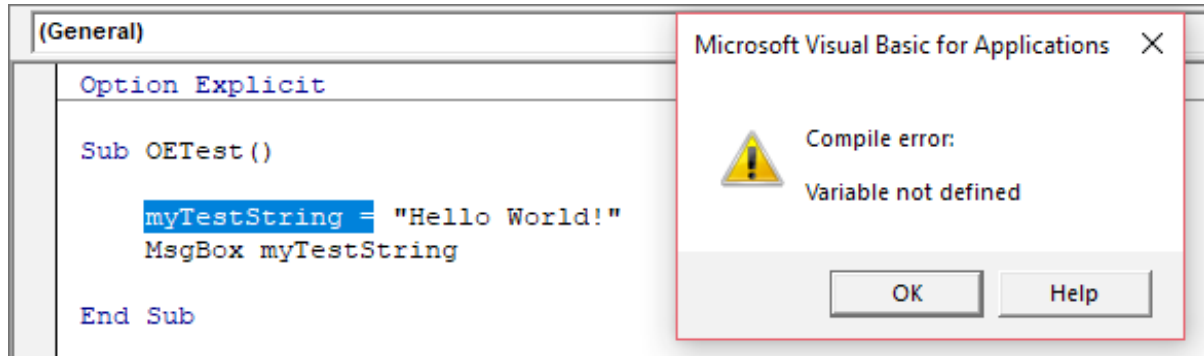 (General)
Option Explicit
Sub OETest()
myTestString = "Hello World!"
MsgBox myTestString
End Sub
Microsoft Visual Basic for Applications
Compile error:
Variable not defined
OK
Help